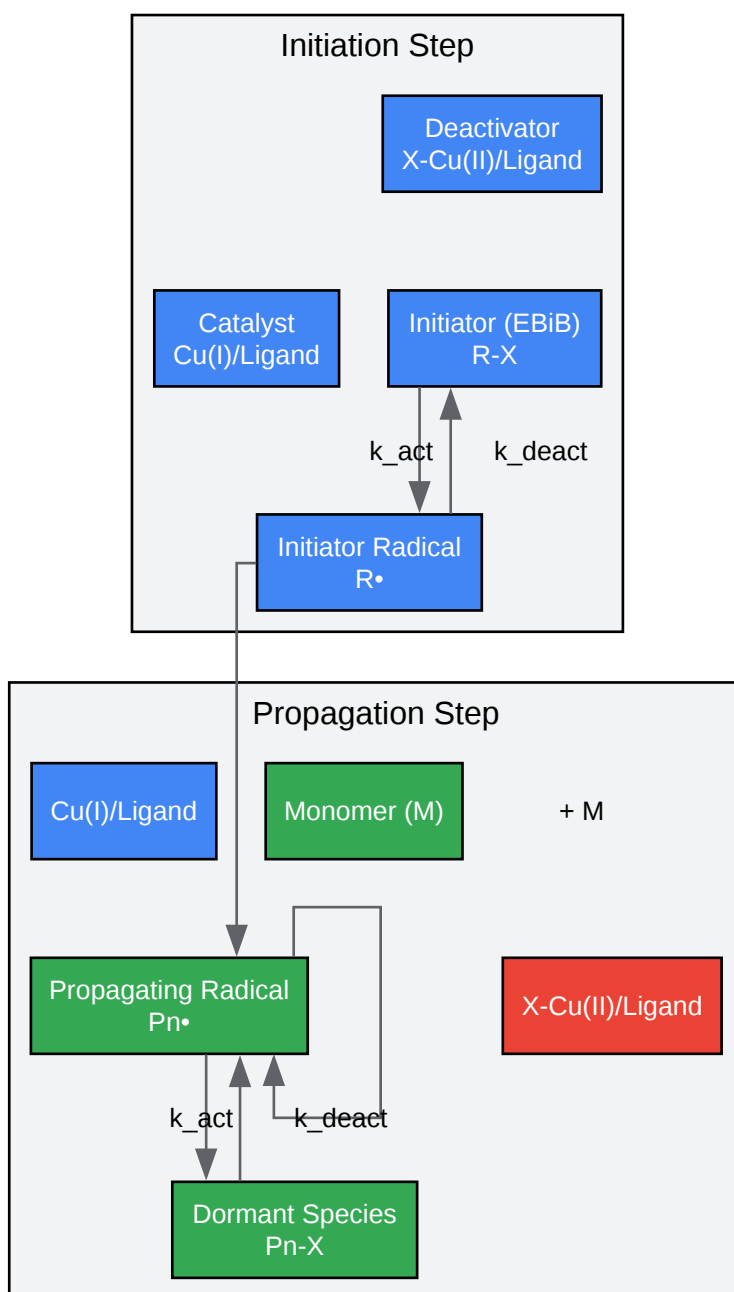 Initiation Step
Deactivator
X-Cu(II)/Ligand
Catalyst
Cu(I)/Ligand
Initiator (EBiB)
R-X
k_act
k_deact
Initiator Radical
R•
Propagation Step
Cu(I)/Ligand
Monomer (M)
+ M
Propagating Radical
Pn•
X-Cu(II)/Ligand
k_act
k_deact
Dormant Species
Pn-X